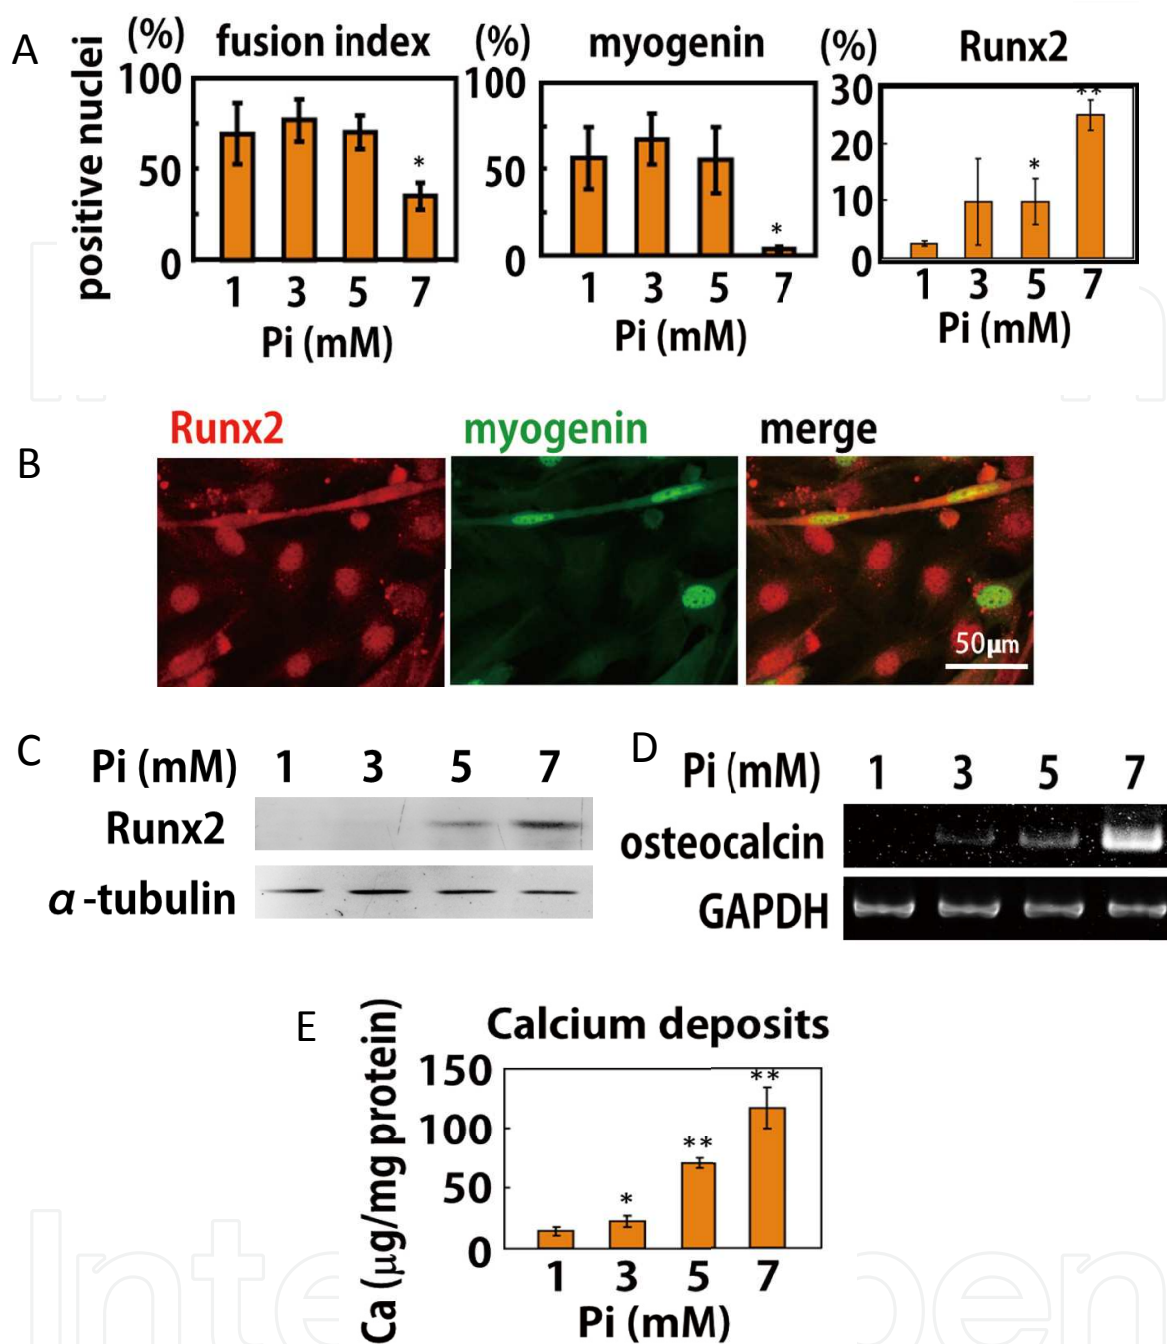 A
positive nuclei
(%) fusion index
100
50
0
1 3 5 7
*
Pi (mM)
(%) myogenin
100
50
0
1 3 5 7
*
Pi (mM)
(%) Runx2
30
20
10
0
1 3 5 7
* **
Pi (mM)
B
Runx2 myogenin merge
50μm
C
Pi (mM) 1 3 5 7
Runx2
α-tubulin
D
Pi (mM) 1 3 5 7
osteocalcin
GAPDH
E
Calcium deposits
Ca (μg/mg protein)
150
100
50
0
* ** **
1 3 5 7
Pi (mM)